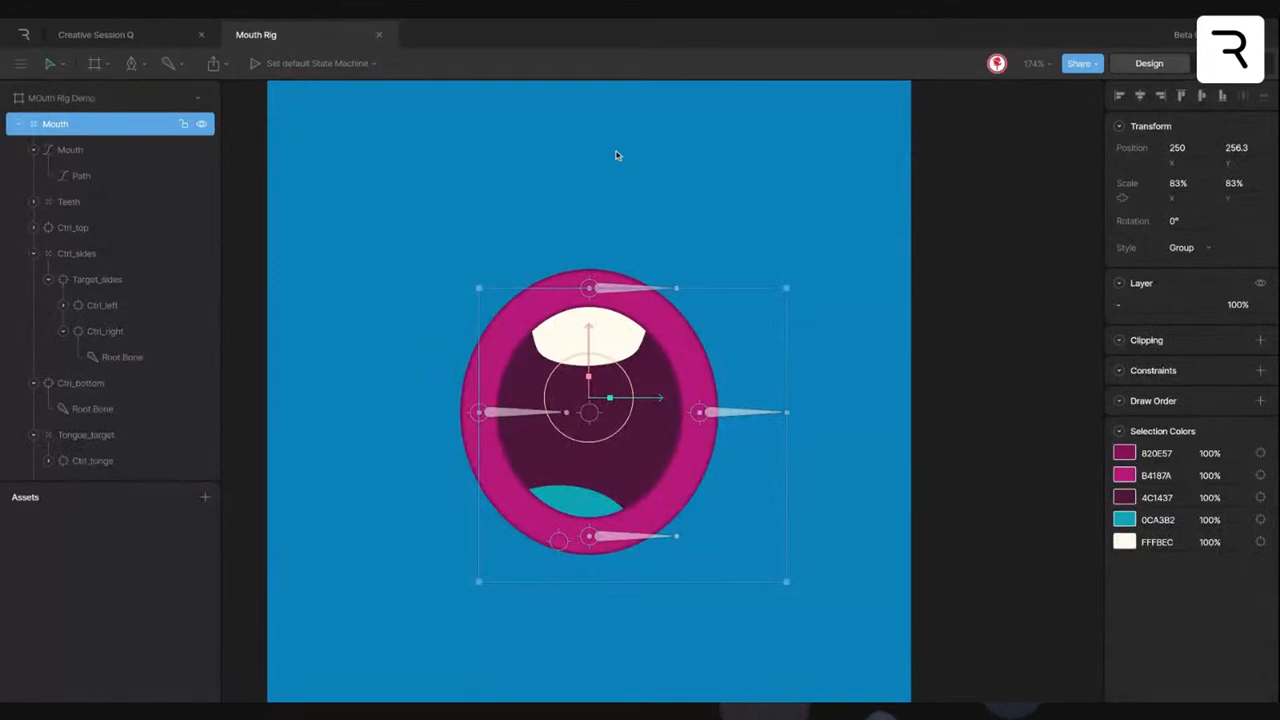 Creative Session Q
Mouth Rig
Beta
Set default State Machine
174%
Share
Design
MOuth Rig Demo
Mouth
Mouth
Path
Teeth
Ctrl_top
Ctrl_sides
Target_sides
Ctrl_left
Ctrl_right
Root Bone
Ctrl_bottom
Root Bone
Tongue_target
Ctrl_tonge
Assets
Transform
Position 250 256.3
X Y
Scale 83% 83%
X Y
Rotation 0°
Style Group
Layer
- 100%
Clipping
Constraints
Draw Order
Selection Colors
820E57 100%
B4187A 100%
4C1437 100%
0CA3B2 100%
FFFBEC 100%